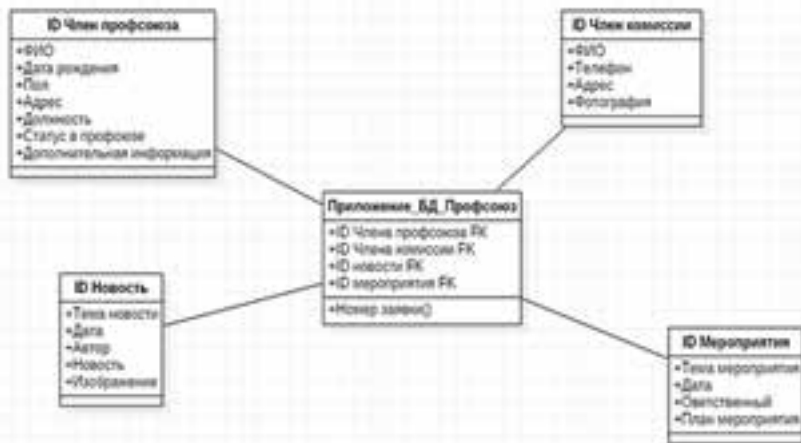 ID Член профсоюза
+ФИО
+Дата рождения
+Пол
+Адрес
+Должность
+Статус в профсоюзе
+Дополнительная информация
ID Член комиссии
+ФИО
+Телефон
+Адрес
+Фотография
Приложение_БД_Профсоюз
+ID Члена профсоюза FK
+ID Члена комиссии FK
+ID новости FK
+ID мероприятия FK
+Номер заявки()
ID Новость
+Тема новости
+Дата
+Автор
+Новость
+Изображение
ID Мероприятия
+Тема мероприятия
+Дата
+Ответственный
+План мероприятия